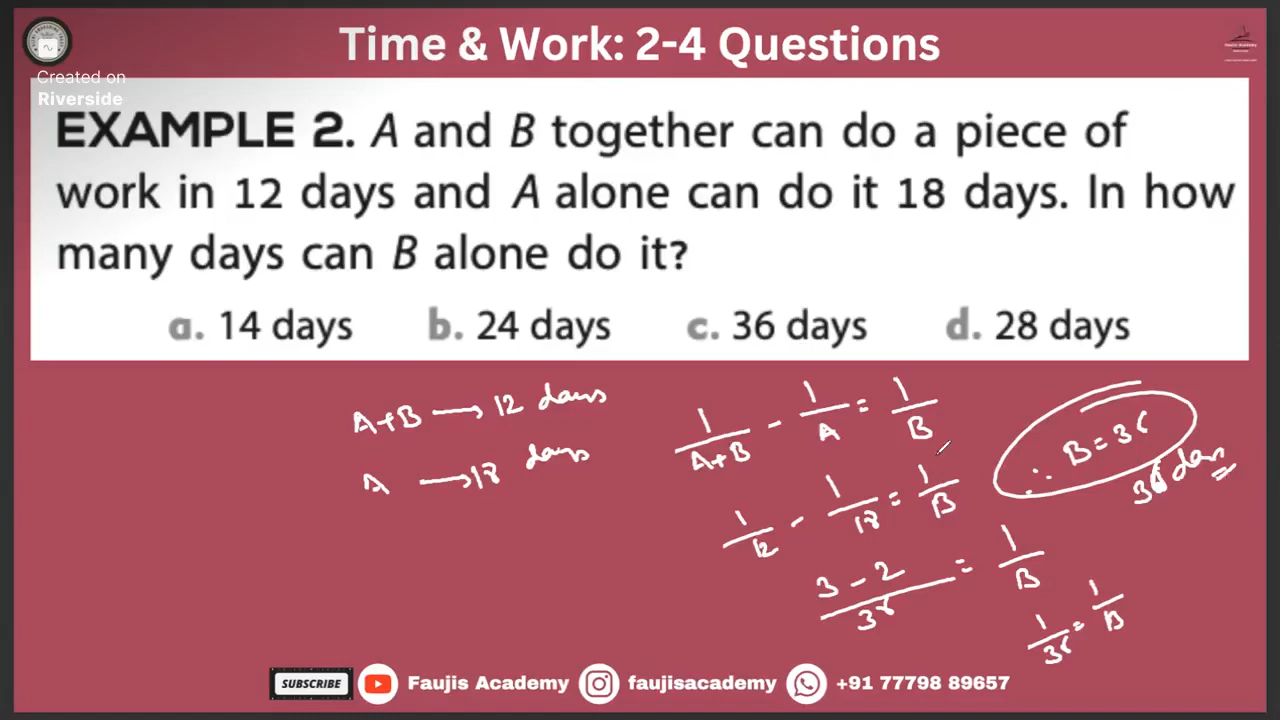 Time & Work: 2-4 Questions
Created on
Riverside
EXAMPLE 2. A and B together can do a piece of
work in 12 days and A alone can do it 18 days. In how
many days can B alone do it?
a. 14 days b. 24 days c. 36 days d. 28 days
A+B → 12 days
A → 18 days
1/A+B - 1/A = 1/B
1/12 - 1/18 = 1/B
3 - 2/36 = 1/B
1/36 = 1/B
∴ B = 36
36 days
SUBSCRIBE Faujis Academy faujisacademy +91 77798 89657